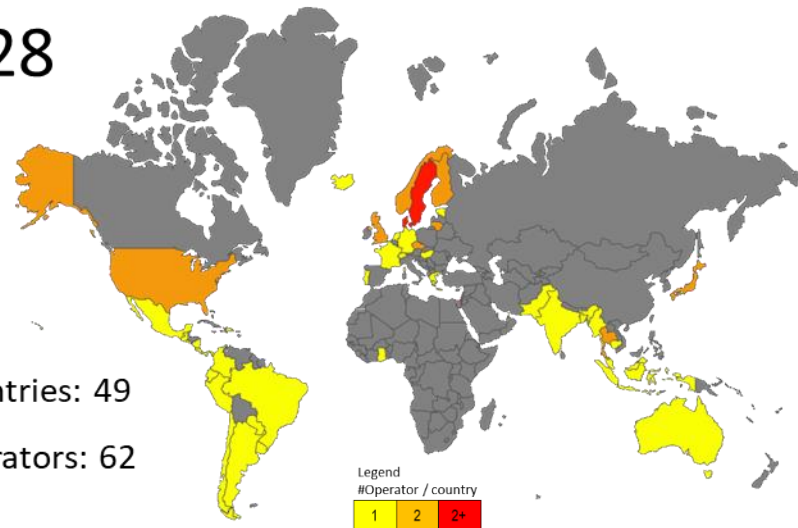 28
ntries: 49
rators: 62
Legend
#Operator / country
1 2 2+